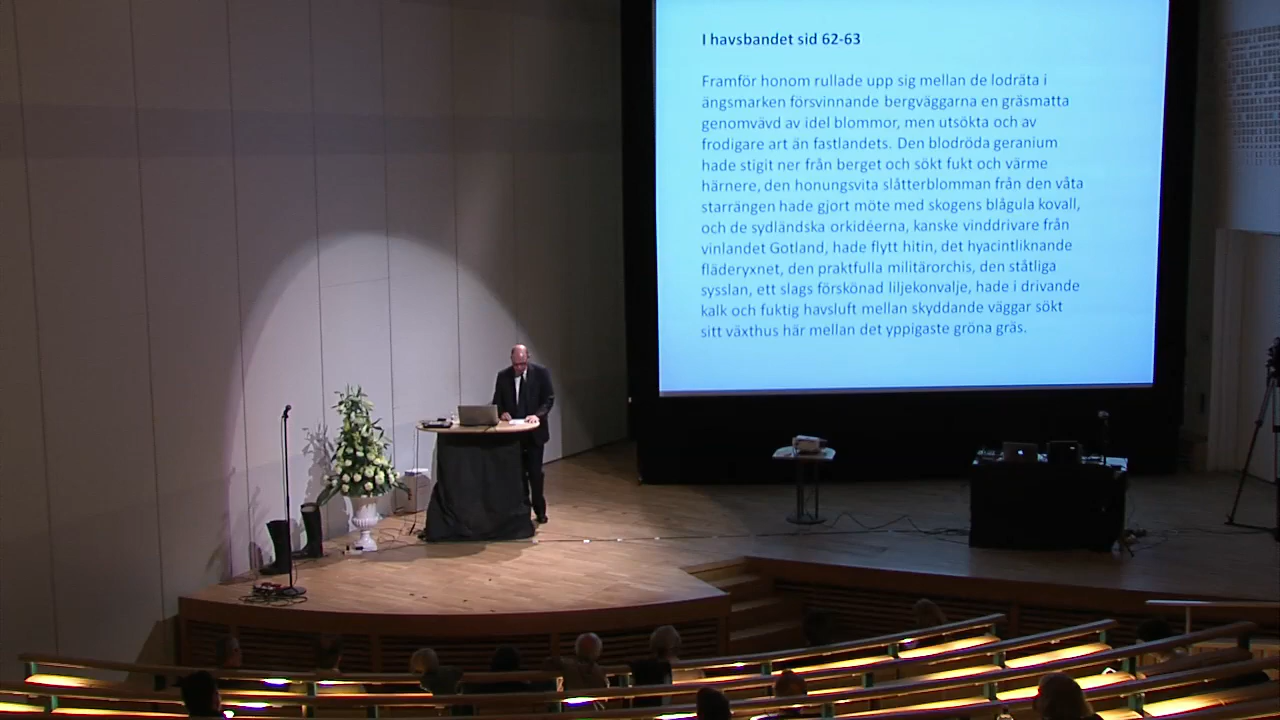 I havsbandet sid 62-63
Framför honom rullade upp sig mellan de lodräta i
ängsmarken försvinnande bergväggarna en gräsmatta
genomvävd av idel blommor, men utsökta och av
frodigare art än fastlandets. Den blodröda geranium
hade stigit ner från berget och sökt fukt och värme
härnere, den honungsvita slåtterblomman från den våta
starrängen hade gjort möte med skogens blågula kovall,
och de sydländska orkidéerna, kanske vinddrivare från
vinlandet Gotland, hade flytt hitin, det hyacintliknande
fläderyxnet, den praktfulla militärorchis, den ståtliga
sysslan, ett slags förskönad liljekonvalje, hade i drivande
kalk och fuktig havsluft mellan skyddande väggar sökt
sitt växthus här mellan det yppigaste gröna gräs.